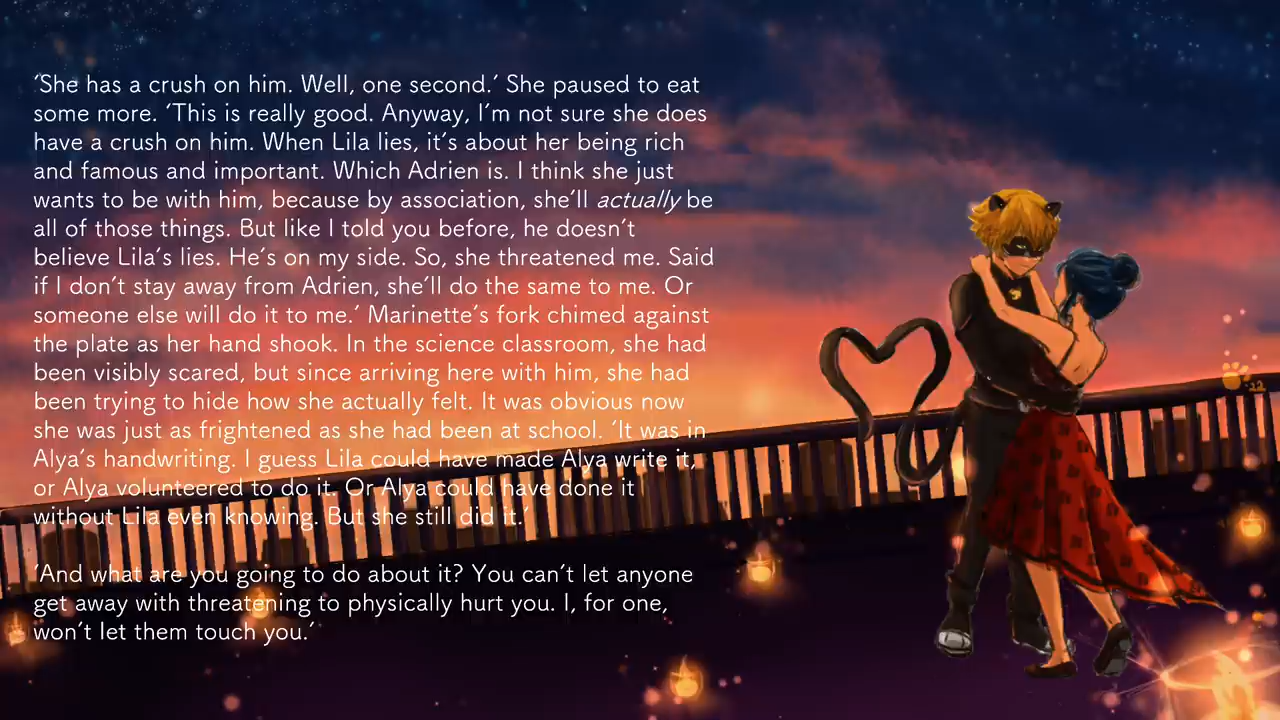 ‘She has a crush on him. Well, one second.’ She paused to eat
some more. ‘This is really good. Anyway, I’m not sure she does
have a crush on him. When Lila lies, it’s about her being rich
and famous and important. Which Adrien is. I think she just
wants to be with him, because by association, she’ll actually be
all of those things. But like I told you before, he doesn’t
believe Lila’s lies. He’s on my side. So, she threatened me. Said
if I don’t stay away from Adrien, she’ll do the same to me. Or
someone else will do it to me.’ Marinette’s fork chimed against
the plate as her hand shook. In the science classroom, she had
been visibly scared, but since arriving here with him, she had
been trying to hide how she actually felt. It was obvious now
she was just as frightened as she had been at school. ‘It was in
Alya’s handwriting. I guess Lila could have made Alya write it,
or Alya volunteered to do it. Or Alya could have done it
without Lila even knowing. But she still did it.’
‘And what are you going to do about it? You can’t let anyone
get away with threatening to physically hurt you. I, for one,
won’t let them touch you.’